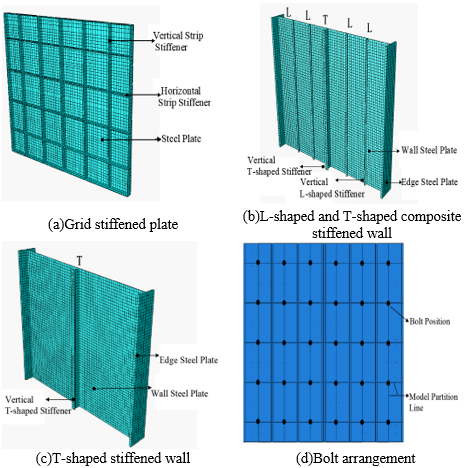 Vertical Strip
Stiffener
Horizontal
Strip Stiffener
Steel Plate
(a)Grid stiffened plate
L L T L L
Wall Steel Plate
Vertical
T-shaped Stiffener
Edge Steel Plate
Vertical
L-shaped Stiffener
(b)L-shaped and T-shaped composite
stiffened wall
T
Edge Steel Plate
Wall Steel Plate
Vertical
T-shaped Stiffener
(c)T-shaped stiffened wall
Bolt Position
Model Partition
Line
(d)Bolt arrangement